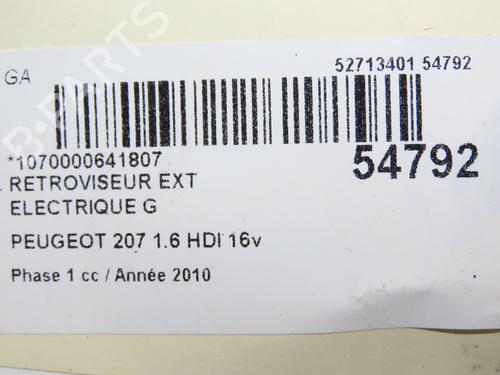 GA
52713401 54792
*1070000641807
54792
RETROVISEUR EXT
ELECTRIQUE G
PEUGEOT 207 1.6 HDI 16v
Phase 1 cc / Année 2010
B-PARTS